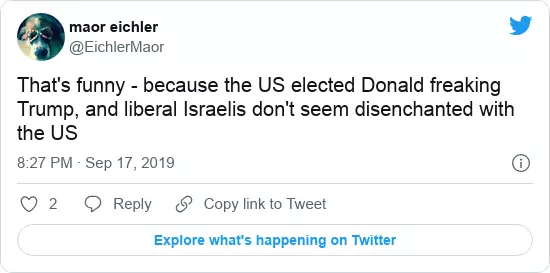 maor eichler
@EichlerMaor
That's funny - because the US elected Donald freaking
Trump, and liberal Israelis don't seem disenchanted with
the US
8:27 PM · Sep 17, 2019
2 Reply Copy link to Tweet
Explore what's happening on Twitter